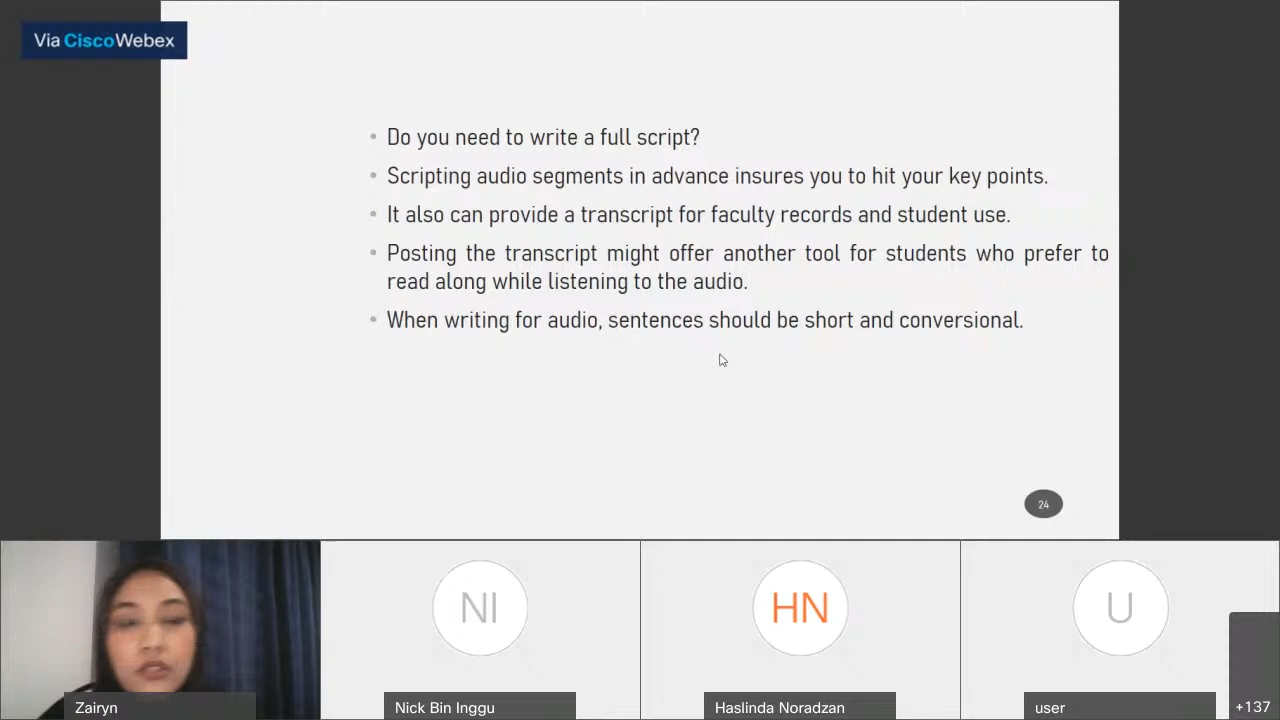 Via CiscoWebex
Do you need to write a full script?
Scripting audio segments in advance insures you to hit your key points.
It also can provide a transcript for faculty records and student use.
Posting the transcript might offer another tool for students who prefer to
read along while listening to the audio.
When writing for audio, sentences should be short and conversional.
24
NI
HN
U
Zairyn
Nick Bin Inggu
Haslinda Noradzan
user
+137